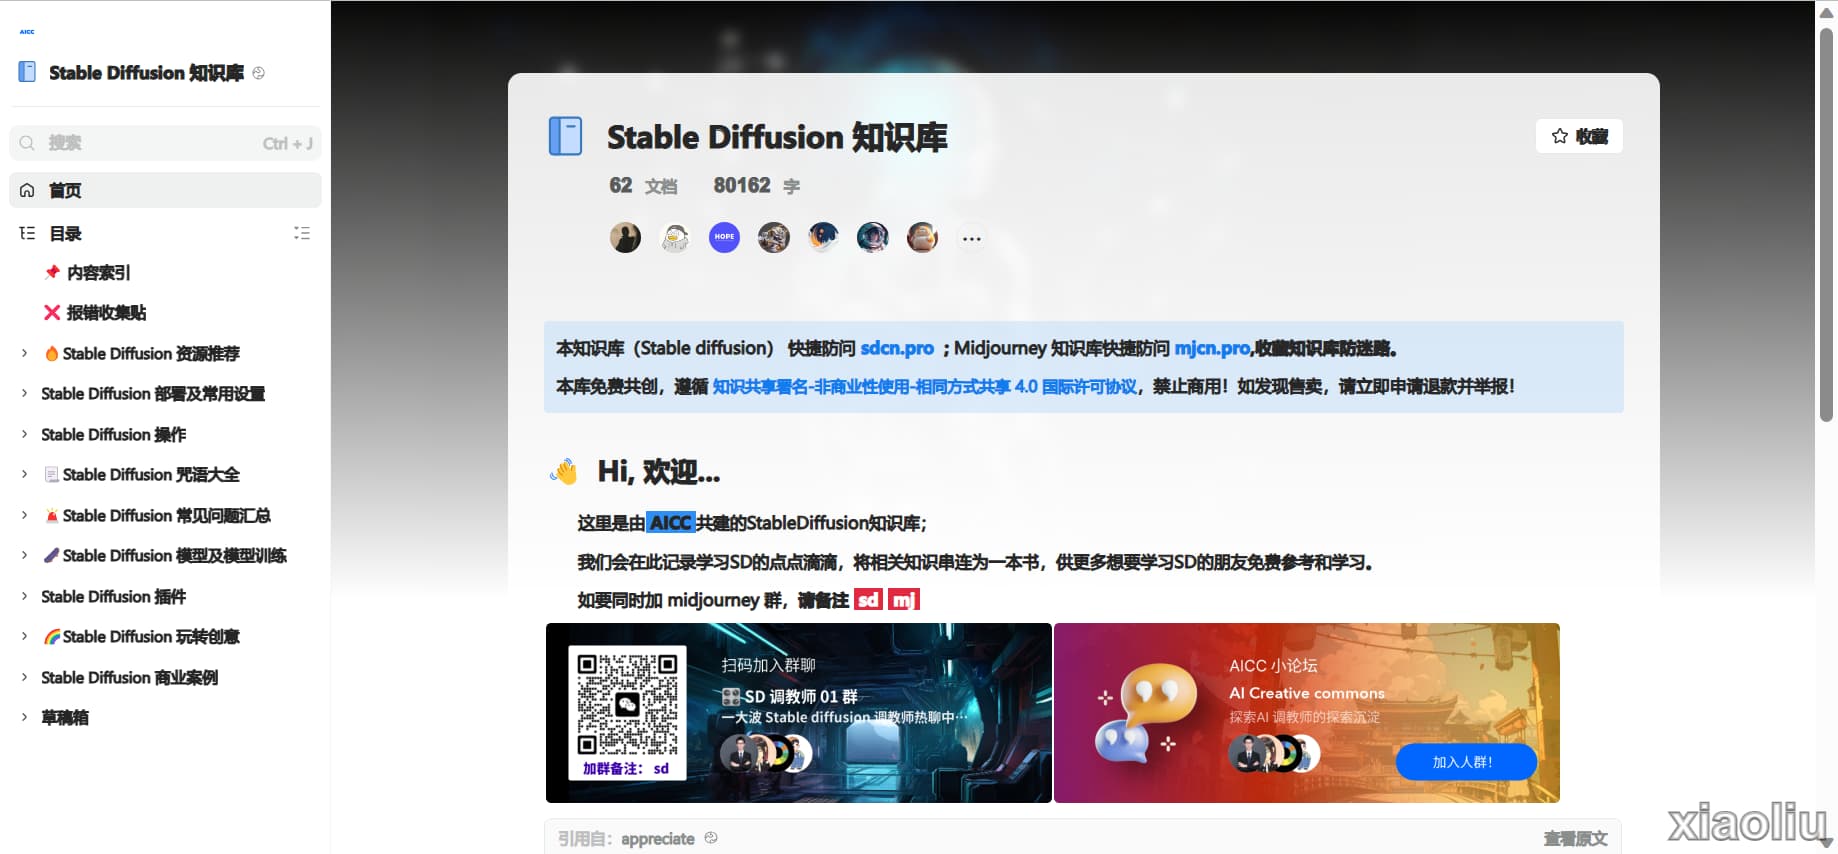 AICC
Stable Diffusion 知识库
搜索 Ctrl + J
首页
目录
内容索引
报错收集贴
Stable Diffusion 资源推荐
Stable Diffusion 部署及常用设置
Stable Diffusion 操作
Stable Diffusion 咒语大全
Stable Diffusion 常见问题汇总
Stable Diffusion 模型及模型训练
Stable Diffusion 插件
Stable Diffusion 玩转创意
Stable Diffusion 商业案例
草稿箱
Stable Diffusion 知识库
收藏
62 文档 80162 字
HOPE
本知识库（Stable diffusion） 快捷防问 sdcn.pro ；Midjourney 知识库快捷防问 mjcn.pro,收藏知识库防迷路。
本库免费共创，遵循 知识共享署名-非商业性使用-相同方式共享 4.0 国际许可协议，禁止商用！如发现售卖，请立即申请退款并举报！
Hi, 欢迎...
这里是由 AICC 共建的StableDiffusion知识库；
我们会在此记录学习SD的点点滴滴，将相关知识串连为一本书，供更多想要学习SD的朋友免费参考和学习。
如要同时加 midjourney 群，请备注 sd mj
扫码加入群聊
SD 调教师 01 群
一大波 Stable diffusion 调教师热聊中···
加群备注： sd
AICC 小论坛
AI Creative commons
探索AI 调教师的探索沉淀
加入人群！
引用自： appreciate
查看原文
xiaoliu